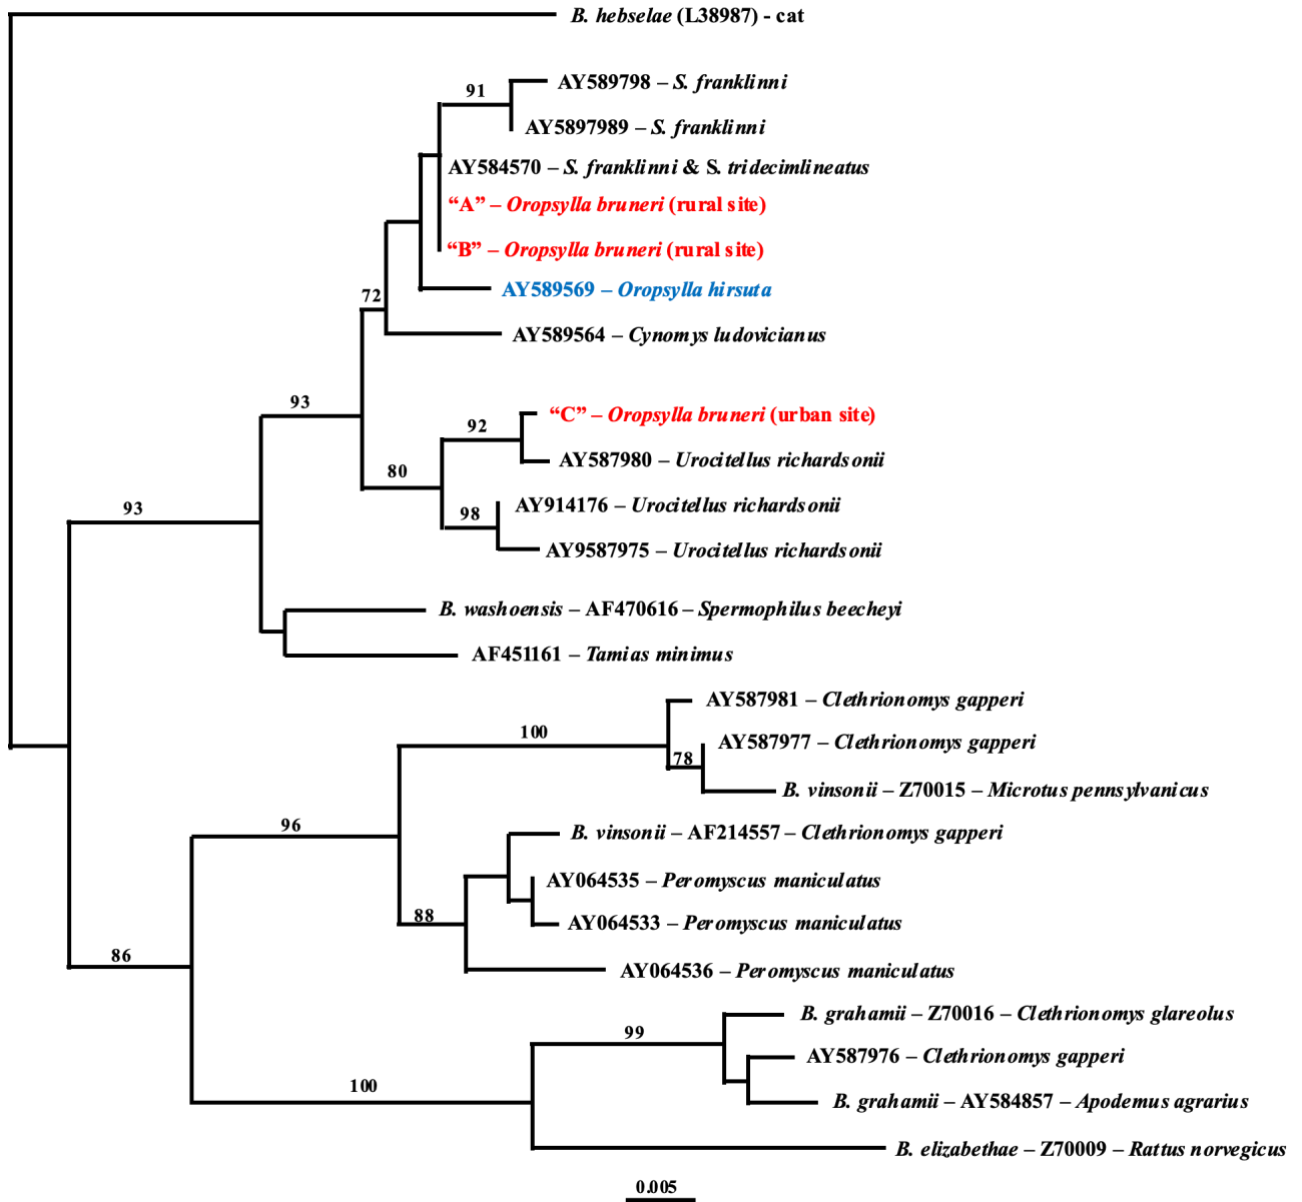 B. hebselae (L38987) - cat
91
AY589798 – S. franklinni
AY5897989 – S. franklinni
AY584570 – S. franklinni & S. tridecimlineatus
“A” – Oropsylla bruneri (rural site)
“B” – Oropsylla bruneri (rural site)
AY589569 – Oropsylla hirsuta
72
AY589564 – Cynomys ludovicianus
93
“C” – Oropsylla bruneri (urban site)
92
AY587980 – Urocitellus richardsonii
80
AY914176 – Urocitellus richardsonii
93
98
AY9587975 – Urocitellus richardsonii
B. washoensis – AF470616 – Spermophilus beecheyi
AF451161 – Tamias minimus
AY587981 – Clethrionomys gapperi
100
AY587977 – Clethrionomys gapperi
78
B. vinsonii – Z70015 – Microtus pennsylvanicus
96
B. vinsonii – AF214557 – Clethrionomys gapperi
AY064535 – Peromyscus maniculatus
88
AY064533 – Peromyscus maniculatus
86
AY064536 – Peromyscus maniculatus
B. grahamii – Z70016 – Clethrionomys glareolus
99
AY587976 – Clethrionomys gapperi
100
B. grahamii – AY584857 – Apodemus agrarius
B. elizabethae – Z70009 – Rattus norvegicus
0.005